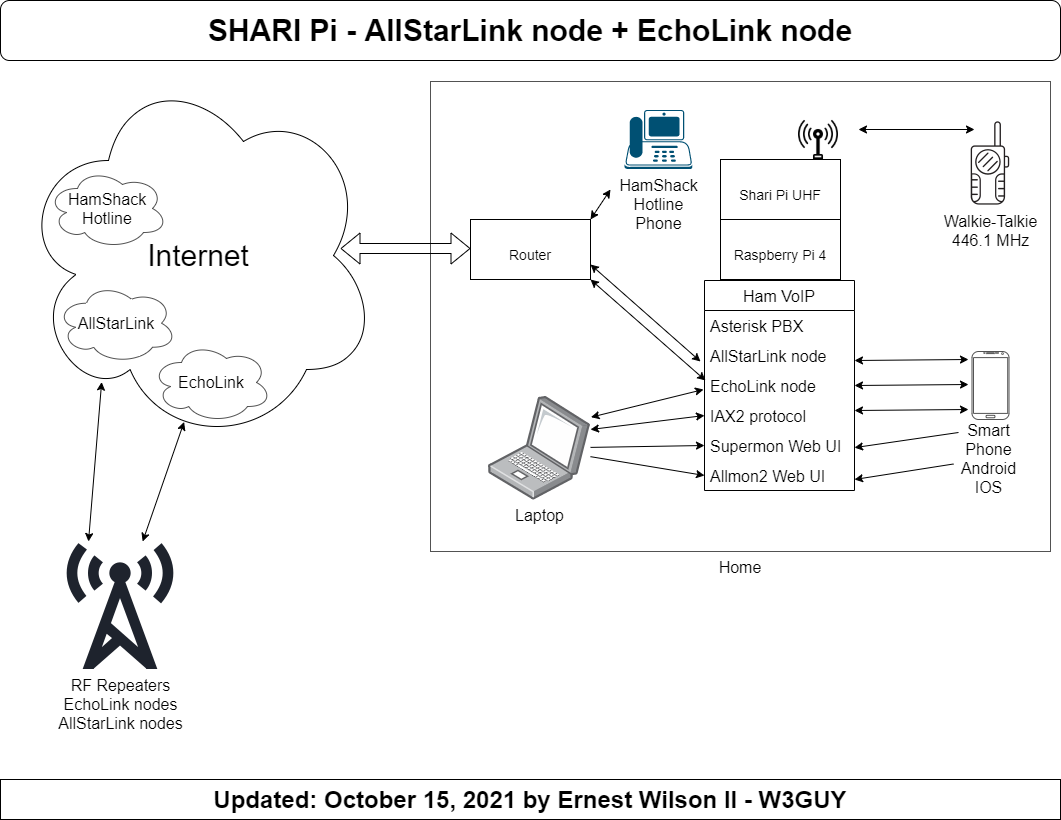 SHARI Pi - AllStarLink node + EchoLink node
HamShack
Hotline
Internet
AllStarLink
EchoLink
RF Repeaters
EchoLink nodes
AllStarLink nodes
Router
HamShack
Hotline
Phone
Shari Pi UHF
Raspberry Pi 4
Ham VoIP
Asterisk PBX
AllStarLink node
EchoLink node
IAX2 protocol
Supermon Web UI
Allmon2 Web UI
Walkie-Talkie
446.1 MHz
Smart
Phone
Android
IOS
Laptop
Home
Updated: October 15, 2021 by Ernest Wilson II - W3GUY